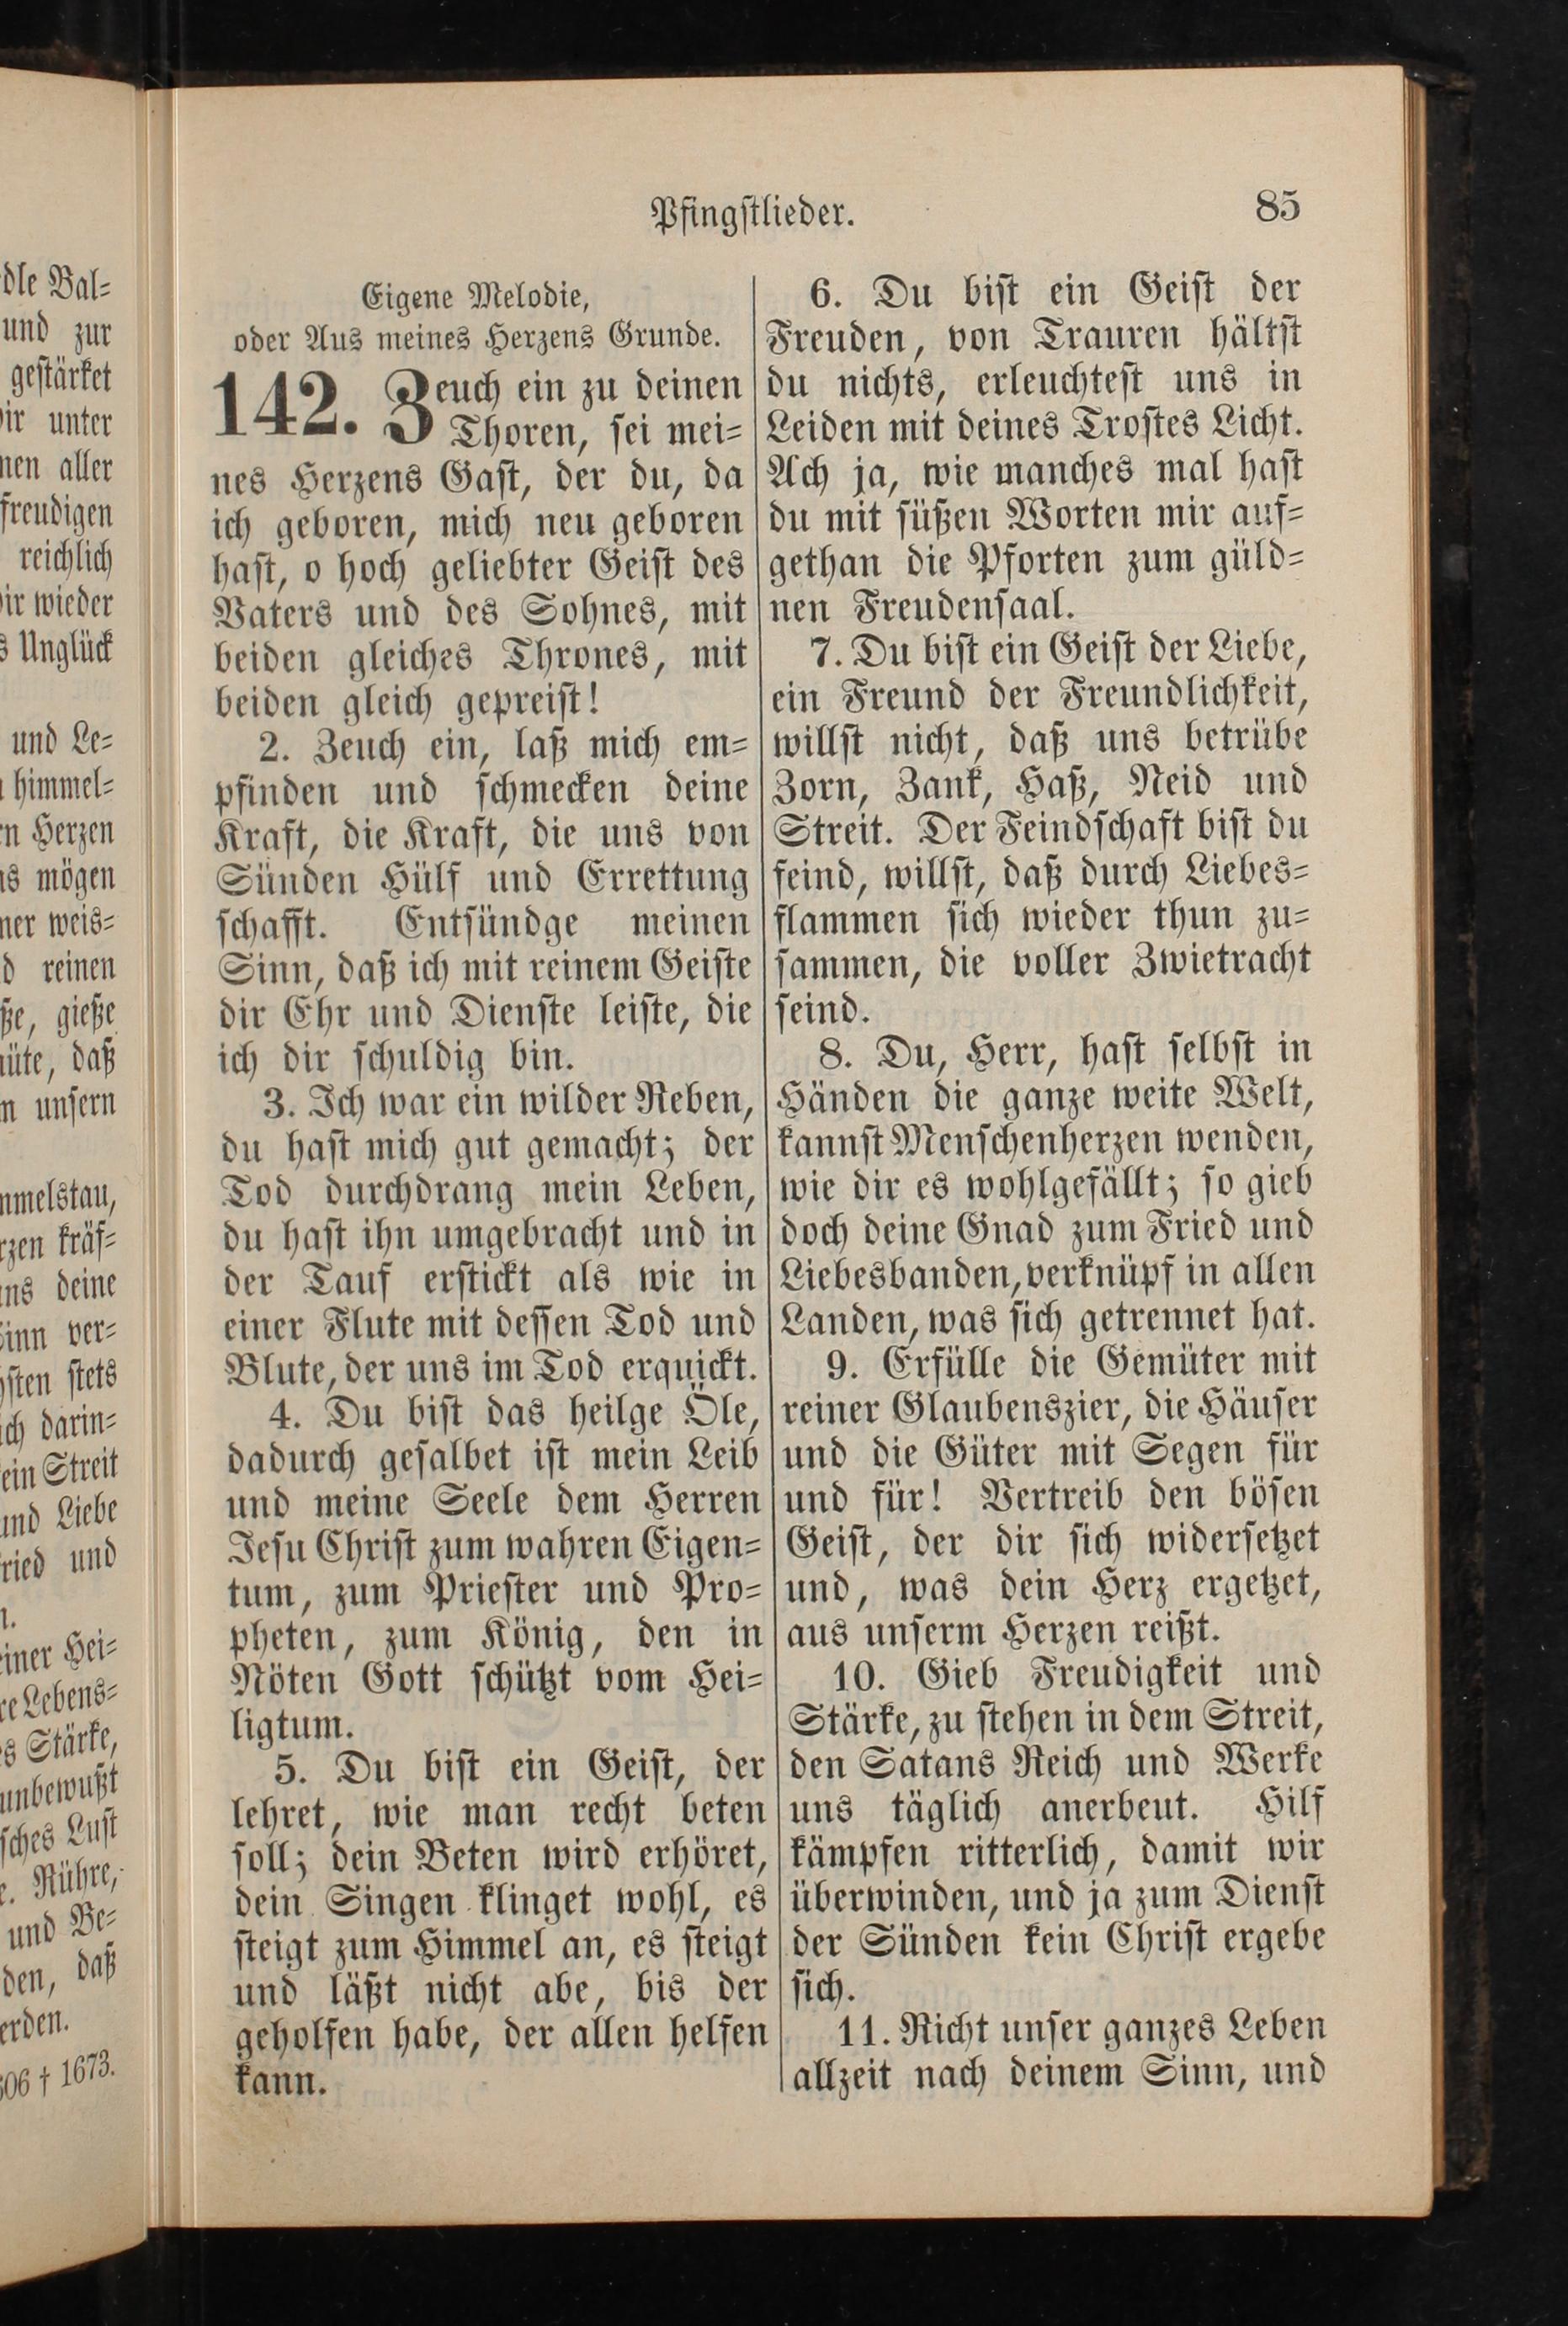 Pfingstlieder.
85
Eigene Melodie,
oder Aus meines Herzens Grunde.
142. Zeuch ein zu deinen
Thoren, sei mei=
nes Herzens Gast, der du, da
ich geboren, mich neu geboren
hast, o hoch geliebter Geist des
Vaters und des Sohnes, mit
beiden gleiches Thrones, mit
beiden gleich gepreist!
2. Zeuch ein, laß mich em=
pfinden und schmecken deine
Kraft, die Kraft, die uns von
Sünden Hülf und Errettung
schafft. Entsündge meinen
Sinn, daß ich mit reinem Geiste
dir Ehr und Dienste leiste, die
ich dir schuldig bin.
3. Ich war ein wilder Reben,
du hast mich gut gemacht; der
Tod durchdrang mein Leben,
du hast ihn umgebracht und in
der Tauf erstickt als wie in
einer Flute mit dessen Tod und
Blute, der uns im Tod erquickt.
4. Du bist das heilge Öle,
dadurch gesalbet ist mein Leib
und meine Seele dem Herren
Jesu Christ zum wahren Eigen=
tum, zum Priester und Pro=
pheten, zum König, den in
Nöten Gott schützt vom Hei=
ligtum.
5. Du bist ein Geist, der
lehret, wie man recht beten
soll; dein Beten wird erhöret,
dein Singen klinget wohl, es
steigt zum Himmel an, es steigt
und läßt nicht abe, bis der
geholfen habe, der allen helfen
kann.
6. Du bist ein Geist der
Freuden, von Trauren hältst
du nichts, erleuchtest uns in
Leiden mit deines Trostes Licht.
Ach ja, wie manches mal hast
du mit süßen Worten mir auf=
gethan die Pforten zum güld=
nen Freudensaal.
7. Du bist ein Geist der Liebe,
ein Freund der Freundlichkeit,
willst nicht, daß uns betrübe
Zorn, Zank, Haß, Neid und
Streit. Der Feindschaft bist du
feind, willst, daß durch Liebes=
flammen sich wieder thun zu=
sammen, die voller Zwietracht
seind.
8. Du, Herr, hast selbst in
Händen die ganze weite Welt,
kannst Menschenherzen wenden,
wie dir es wohlgefällt; so gieb
doch deine Gnad zum Fried und
Liebesbanden, verknüpf in allen
Landen, was sich getrennet hat.
9. Erfülle die Gemüter mit
reiner Glaubenszier, die Häuser
und die Güter mit Segen für
und für! Vertreib den bösen
Geist, der dir sich widersetzet
und, was dein Herz ergetzet,
aus unserm Herzen reißt.
10. Gieb Freudigkeit und
Stärke, zu stehen in dem Streit,
den Satans Reich und Werke
uns täglich anerbeut. Hilf
kämpfen ritterlich, damit wir
überwinden, und ja zum Dienst
der Sünden kein Christ ergebe
sich.
11. Richt unser ganzes Leben
allzeit nach deinem Sinn, und